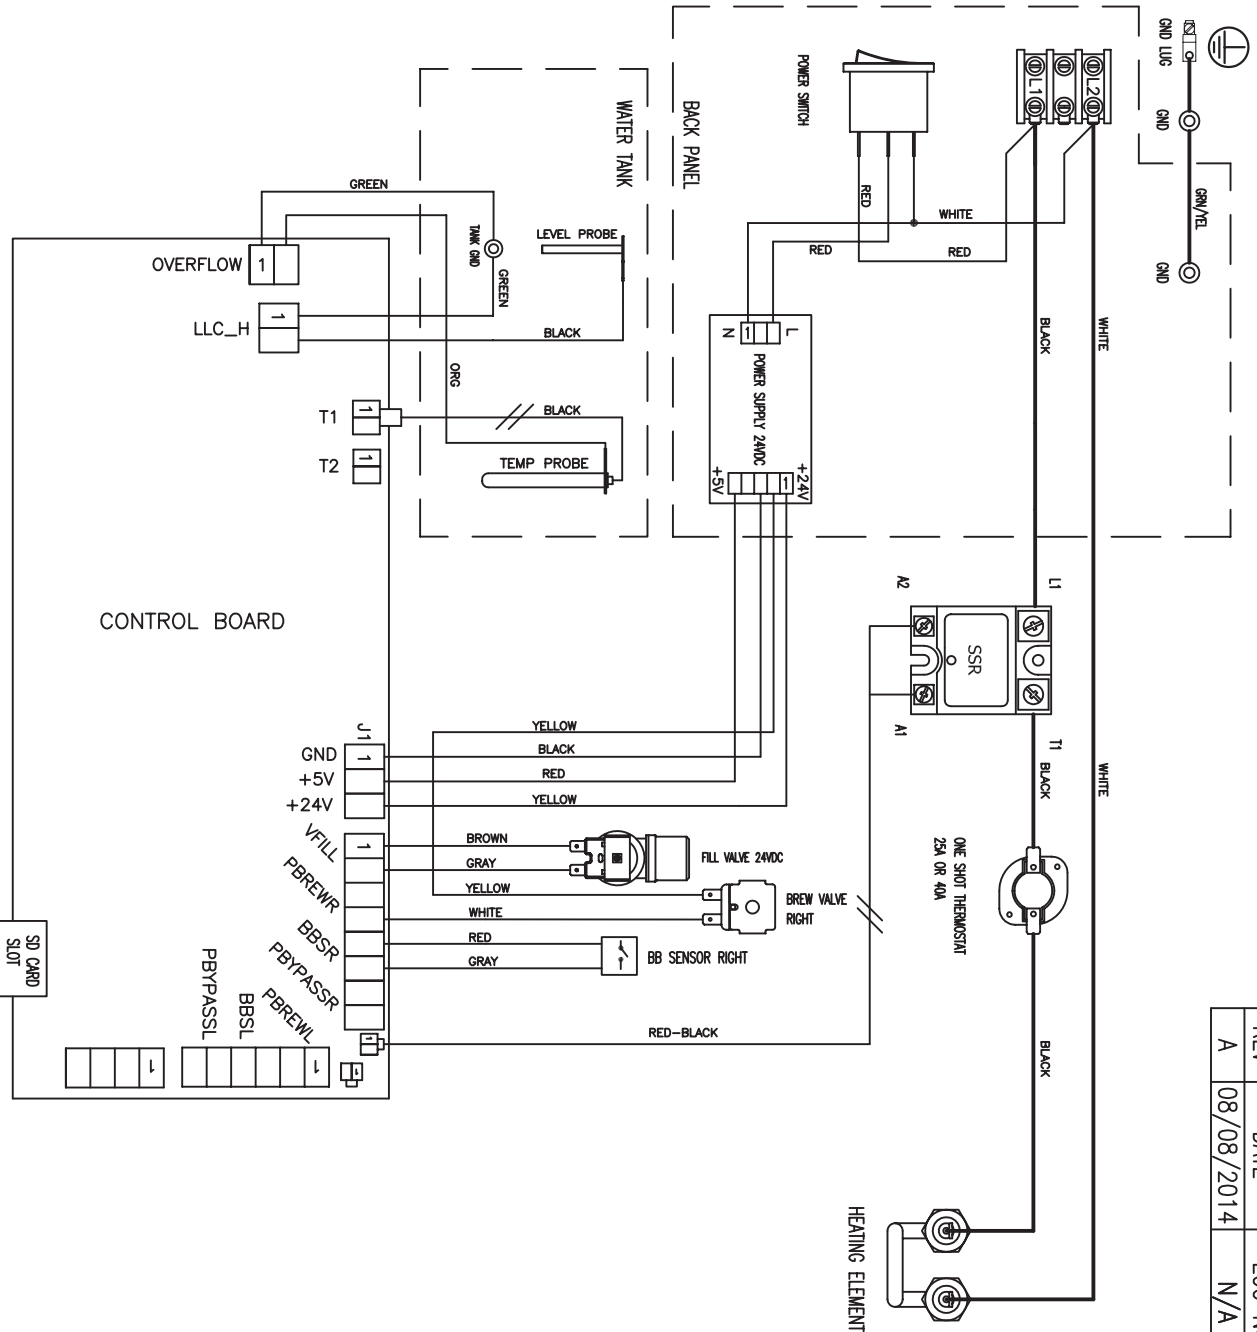 GND LUG
GND
GRN/YEL
GND
POWER SWITCH
L1
L2
BACK PANEL
WATER TANK
RED
WHITE
RED
RED
BLACK
WHITE
GREEN
TANK GND
GREEN
LEVEL PROBE
OVERFLOW
1
LLC_H
1
BLACK
ORG
N
1
L
POWER SUPPLY 24VDC
+5V
1
+24V
T1
1
BLACK
T2
1
TEMP PROBE
CONTROL BOARD
A2
L1
SSR
A1
T1
J1
GND
1
+5V
+24V
YELLOW
BLACK
RED
YELLOW
BLACK
WHITE
VFILL
1
PBREWR
BBSR
PBYPASSR
BROWN
GRAY
YELLOW
WHITE
RED
GRAY
FILL VALVE 24VDC
BREW VALVE
RIGHT
BB SENSOR RIGHT
ONE SHOT THERMOSTAT
25A OR 40A
RED-BLACK
BLACK
SD CARD
SLOT
PBYPASSL
BBSL
PBREWL
1
1
1
1
HEATING ELEMENT
A
08/08/2014
N/A